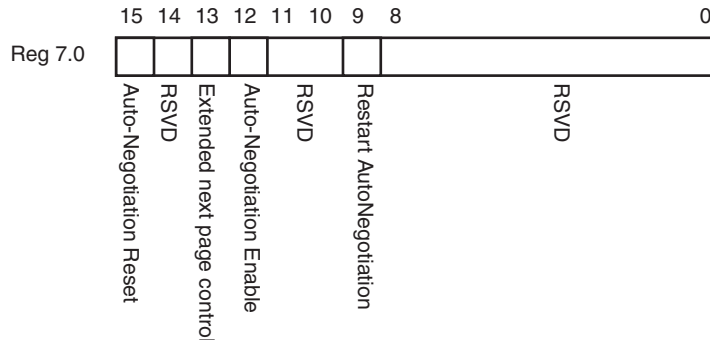 15 14 13 12 11 10 9 8 0
Reg 7.0
Auto-Negotiation Reset
RSVD
Extended next page control
Auto-Negotiation Enable
RSVD
Restart AutoNegotiation
RSVD